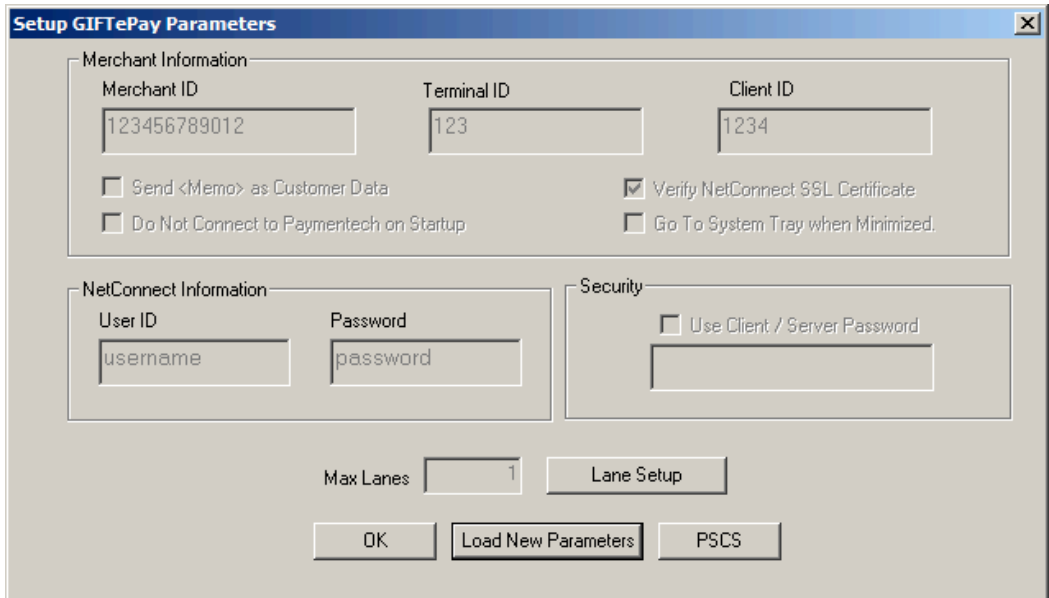 Setup GIFTePay Parameters
Merchant Information
Merchant ID Terminal ID Client ID
123456789012 123 1234
Send <Memo> as Customer Data Verify NetConnect SSL Certificate
Do Not Connect to Paymentech on Startup Go To System Tray when Minimized.
NetConnect Information Security
User ID Password Use Client / Server Password
username password
Max Lanes 1 Lane Setup
OK Load New Parameters PSCS